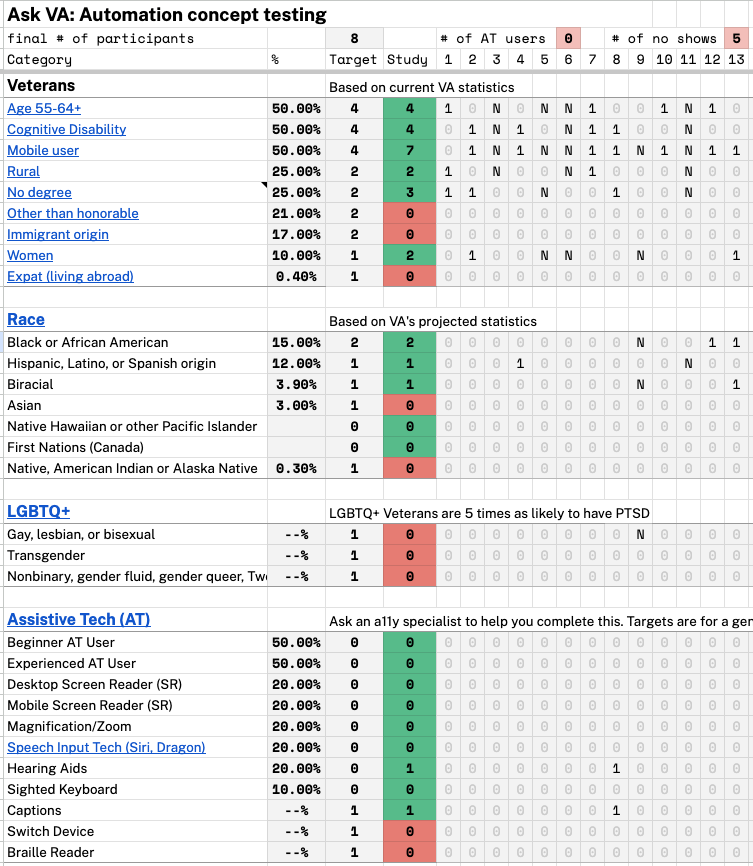 Ask VA: Automation concept testing
final # of participants 8 # of AT users 0 # of no shows 5
Category % Target Study 1 2 3 4 5 6 7 8 9 10 11 12 13
Veterans Based on current VA statistics
Age 55-64+ 50.00% 4 4 1 0 N 0 N N 1 0 0 1 N 1 0
Cognitive Disability 50.00% 4 4 0 1 N 1 0 N 1 1 0 0 N 0 0
Mobile user 50.00% 4 7 0 1 N 1 N N 1 1 N 1 N 1 1
Rural 25.00% 2 2 1 0 N 0 0 N 1 0 0 0 N 0 0
No degree 25.00% 2 3 1 1 0 0 N 0 0 1 0 0 N 0 0
Other than honorable 21.00% 2 0 0 0 0 0 0 0 0 0 0 0 0 0 0
Immigrant origin 17.00% 2 0 0 0 0 0 0 0 0 0 0 0 0 0 0
Women 10.00% 1 2 0 1 0 0 N N 0 0 N 0 0 0 1
Expat (living abroad) 0.40% 1 0 0 0 0 0 0 0 0 0 0 0 0 0 0
Race Based on VA's projected statistics
Black or African American 15.00% 2 2 0 0 0 0 0 0 0 0 N 0 0 1 1
Hispanic, Latino, or Spanish origin 12.00% 1 1 0 0 0 1 0 0 0 0 0 0 N 0 0
Biracial 3.90% 1 1 0 0 0 0 0 0 0 0 N 0 0 0 1
Asian 3.00% 1 0 0 0 0 0 0 0 0 0 0 0 0 0 0
Native Hawaiian or other Pacific Islander 0 0 0 0 0 0 0 0 0 0 0 0 0 0 0
First Nations (Canada) 0 0 0 0 0 0 0 0 0 0 0 0 0 0 0
Native, American Indian or Alaska Native 0.30% 1 0 0 0 0 0 0 0 0 0 0 0 0 0 0
LGBTQ+ LGBTQ+ Veterans are 5 times as likely to have PTSD
Gay, lesbian, or bisexual --% 1 0 0 0 0 0 0 0 0 0 N 0 0 0 0
Transgender --% 1 0 0 0 0 0 0 0 0 0 0 0 0 0 0
Nonbinary, gender fluid, gender queer, Tw --% 1 0 0 0 0 0 0 0 0 0 0 0 0 0 0
Assistive Tech (AT) Ask an a11y specialist to help you complete this. Targets are for a gen
Beginner AT User 50.00% 0 0 0 0 0 0 0 0 0 0 0 0 0 0 0
Experienced AT User 50.00% 0 0 0 0 0 0 0 0 0 0 0 0 0 0 0
Desktop Screen Reader (SR) 20.00% 0 0 0 0 0 0 0 0 0 0 0 0 0 0 0
Mobile Screen Reader (SR) 20.00% 0 0 0 0 0 0 0 0 0 0 0 0 0 0 0
Magnification/Zoom 20.00% 0 0 0 0 0 0 0 0 0 0 0 0 0 0 0
Speech Input Tech (Siri, Dragon) 20.00% 0 0 0 0 0 0 0 0 0 0 0 0 0 0 0
Hearing Aids 20.00% 0 1 0 0 0 0 0 0 0 1 0 0 0 0 0
Sighted Keyboard 10.00% 0 0 0 0 0 0 0 0 0 0 0 0 0 0 0
Captions --% 1 1 0 0 0 0 0 0 0 1 0 0 0 0 0
Switch Device --% 1 0 0 0 0 0 0 0 0 0 0 0 0 0 0
Braille Reader --% 1 0 0 0 0 0 0 0 0 0 0 0 0 0 0